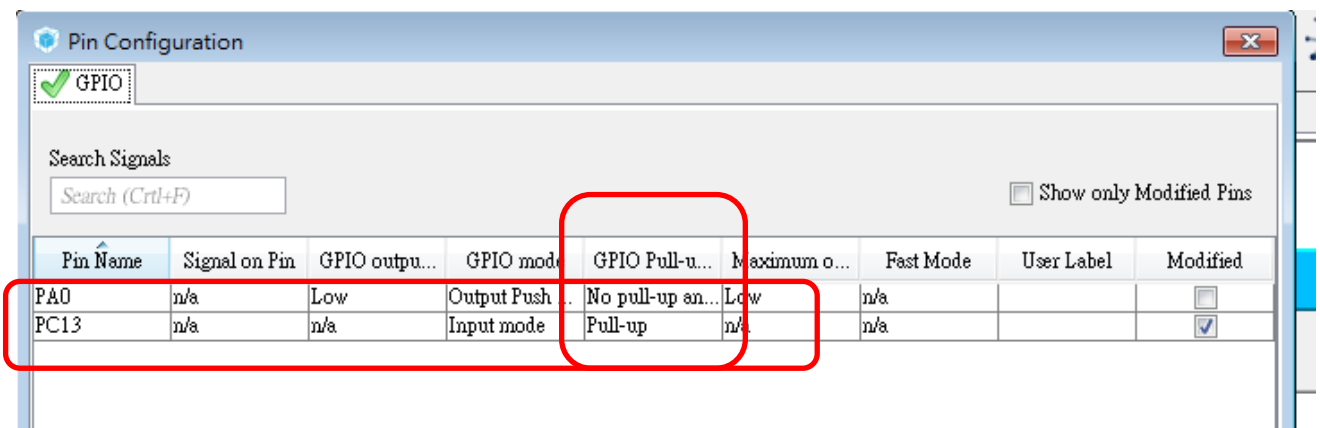 Pin Configuration
GPIO
Search Signals
Search (Crtl+F)
Show only Modified Pins
Pin Name Signal on Pin GPIO outpu... GPIO mode GPIO Pull-u... Maximum o... Fast Mode User Label Modified
PA0 n/a Low Output Push ... No pull-up an... Low n/a
PC13 n/a n/a Input mode Pull-up n/a n/a